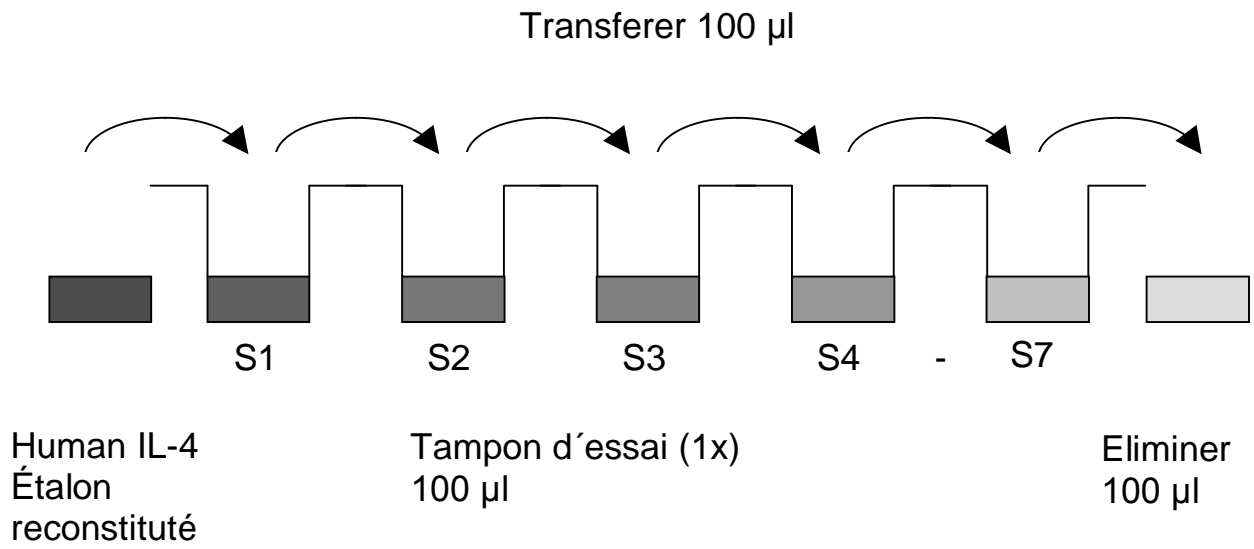 Transferer 100 µl
S1 S2 S3 S4 - S7
Human IL-4
Étalon
reconstituté
Tampon d´essai (1x)
100 µl
Eliminer
100 µl